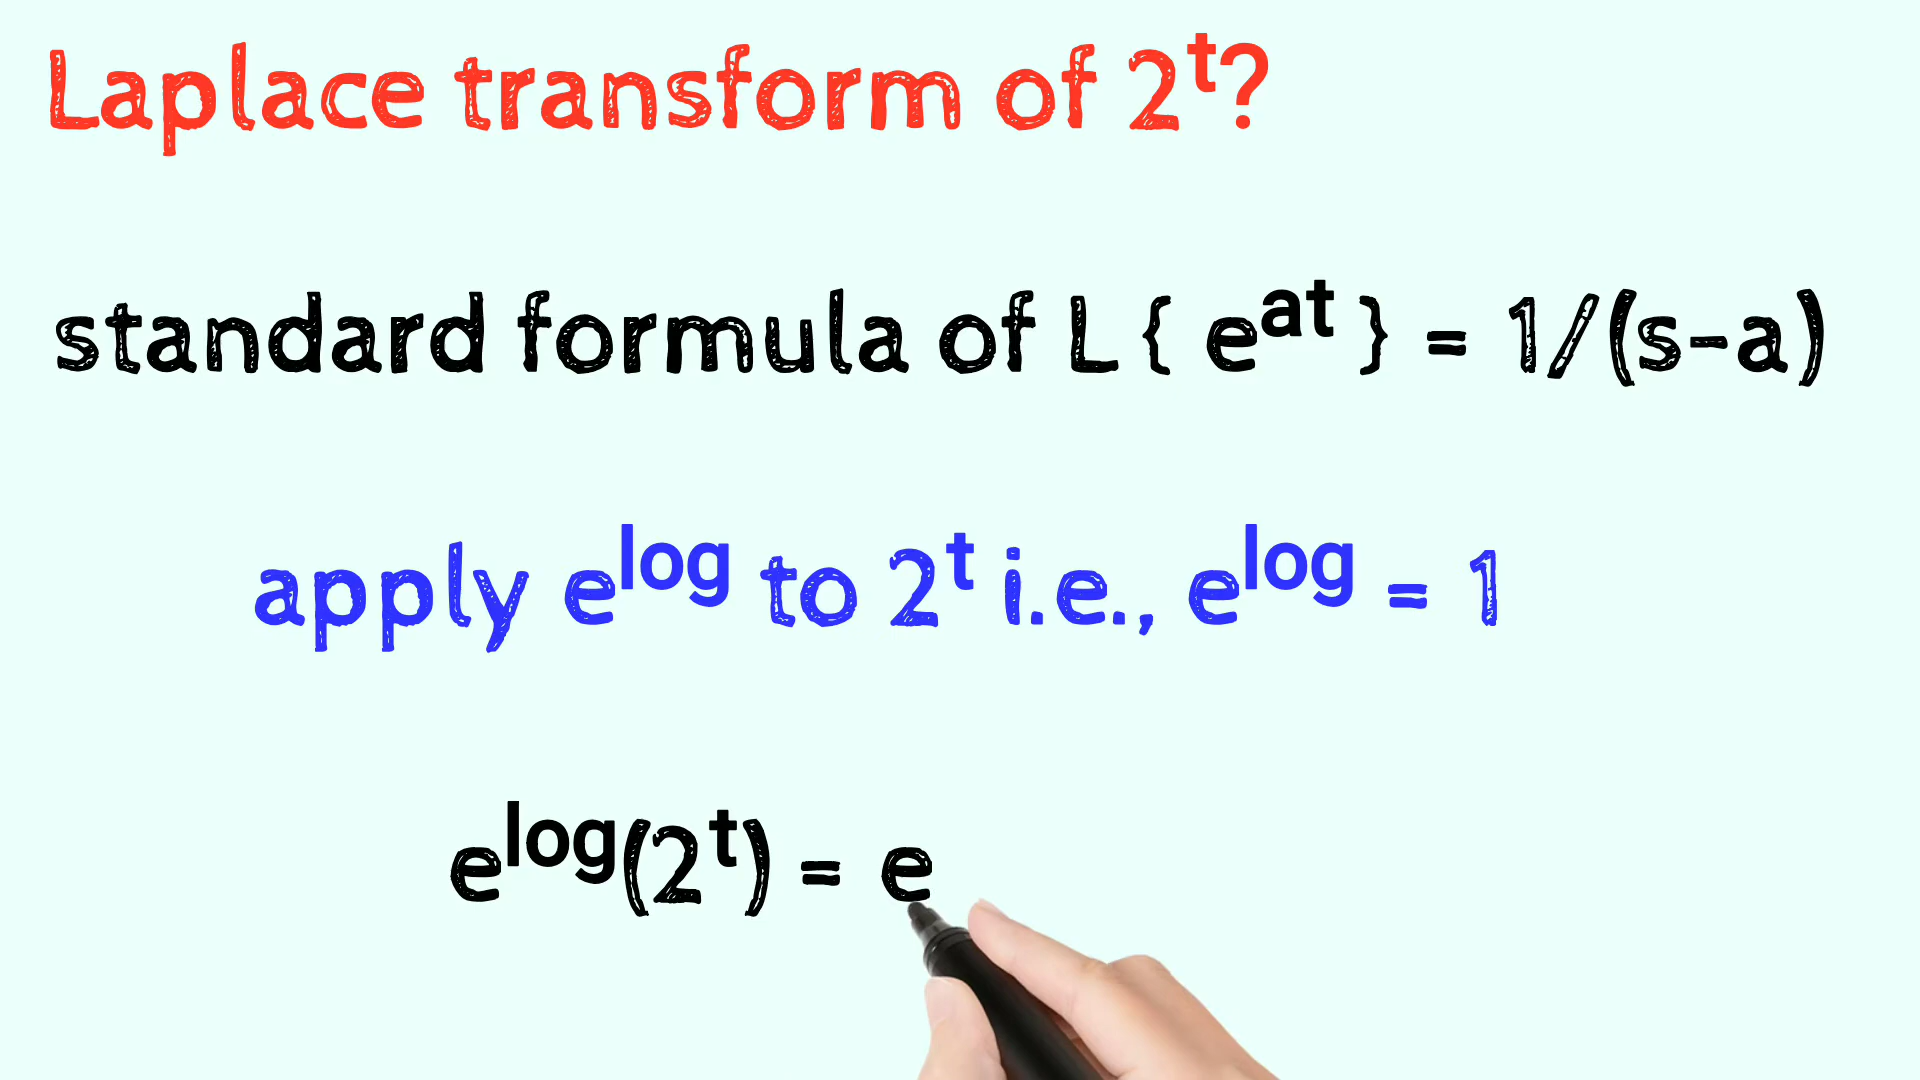 Laplace transform of 2ᵗ?
standard formula of L { eᵃᵗ } = 1/(s-a)
apply eˡᵒᵍ to 2ᵗ i.e., eˡᵒᵍ = 1
eˡᵒᵍ(2ᵗ) = e